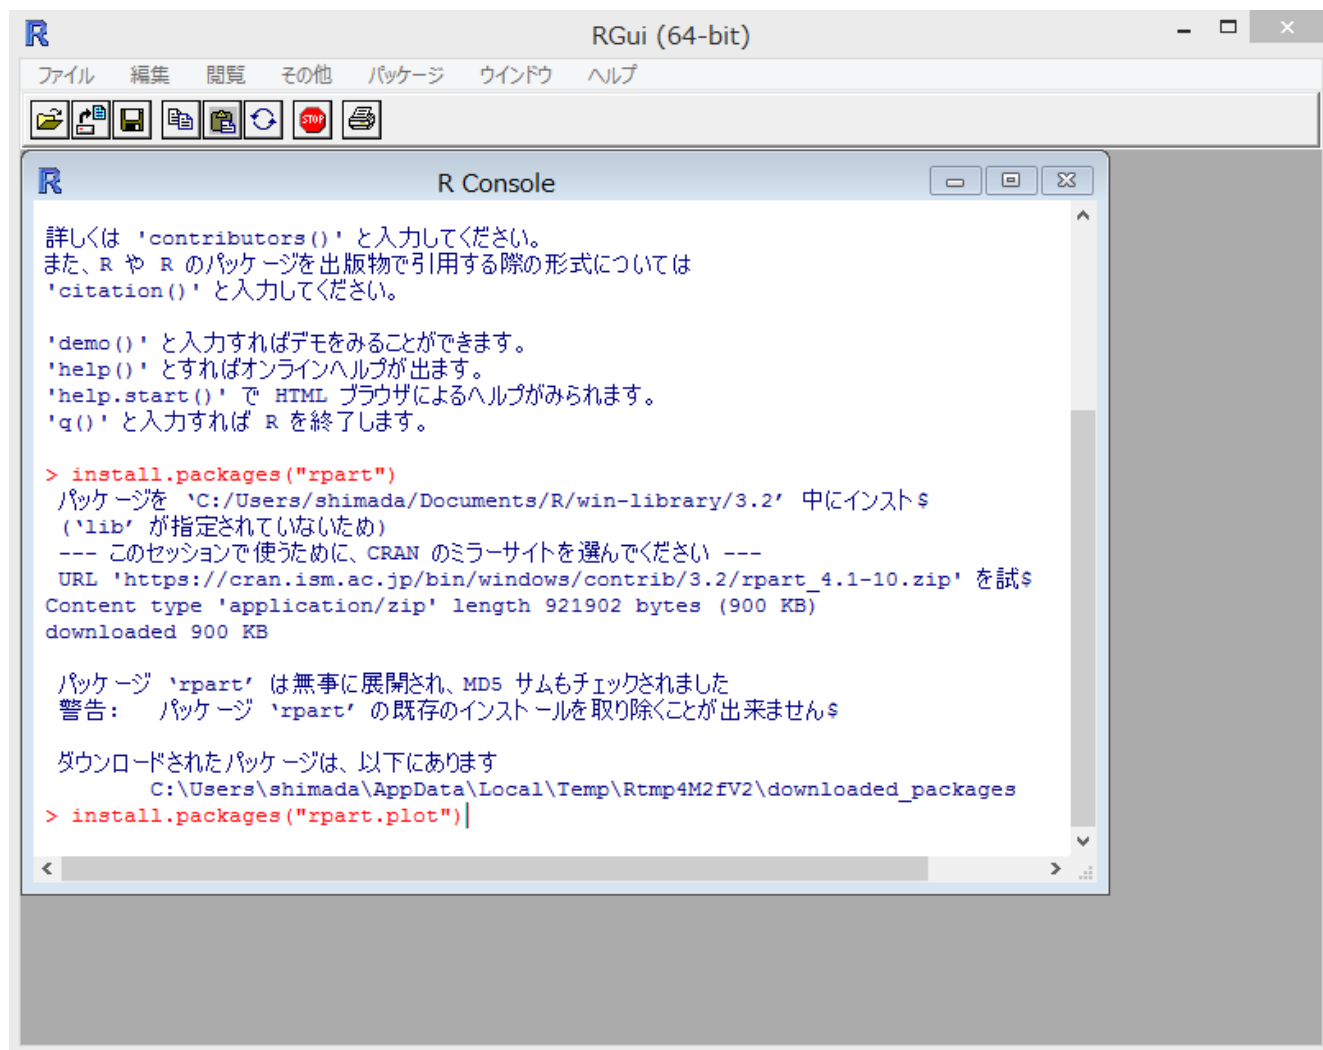 RGui (64-bit)
ファイル 編集 閲覧 その他 パッケージ ウインドウ ヘルプ
STOP
R Console
詳しくは 'contributors()' と入力してください。
また、R や R のパッケージを出版物で引用する際の形式については
'citation()' と入力してください。
'demo()' と入力すればデモをみることができます。
'help()' とすればオンラインヘルプが出ます。
'help.start()' で HTML ブラウザによるヘルプがみられます。
'q()' と入力すれば R を終了します。
> install.packages("rpart")
パッケージを ‘C:/Users/shimada/Documents/R/win-library/3.2’ 中にインスト$
(‘lib’ が指定されていないため)
--- このセッションで使うために、CRAN のミラーサイトを選んでください ---
URL 'https://cran.ism.ac.jp/bin/windows/contrib/3.2/rpart_4.1-10.zip' を試$
Content type 'application/zip' length 921902 bytes (900 KB)
downloaded 900 KB
パッケージ ‘rpart’ は無事に展開され、MD5 サムもチェックされました
警告: パッケージ ‘rpart’ の既存のインストールを取り除くことが出来ません$
ダウンロードされたパッケージは、以下にあります
C:\Users\shimada\AppData\Local\Temp\Rtmp4M2fV2\downloaded_packages
> install.packages("rpart.plot")